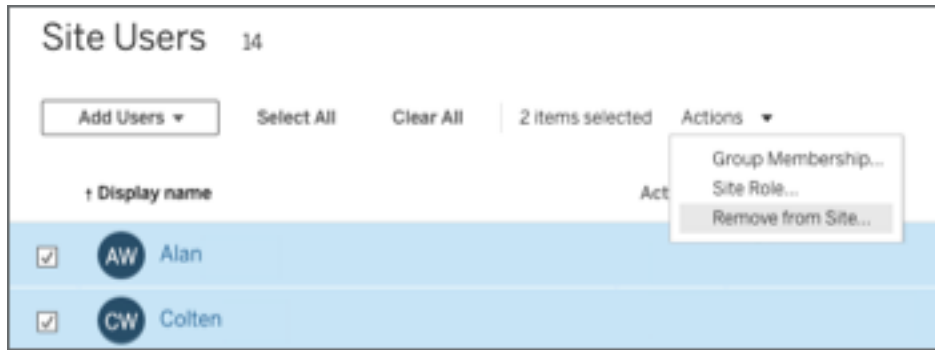 Site Users 14
Add Users ▾ Select All Clear All 2 items selected Actions ▾
Group Membership...
Site Role...
Remove from Site...
↑ Display name Act
AW Alan
CW Colten